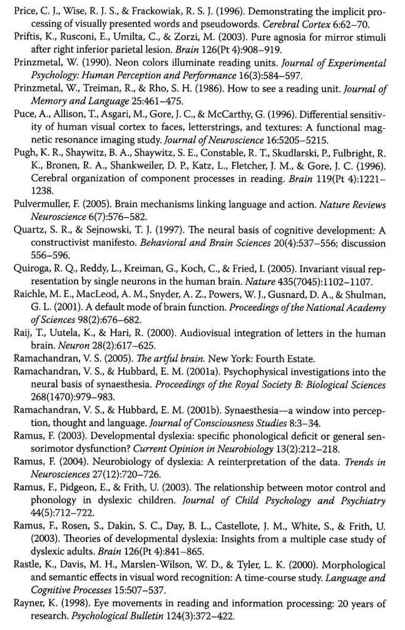 Price, C. J., Wise, R. J. S., & Frackowiak, R. S. J. (1996). Demonstrating the implicit pro-
cessing of visually presented words and pseudowords. Cerebral Cortex 6:62–70.
Priftis, K., Rusconi, E., Umilta, C., & Zorzi, M. (2003). Pure agnosia for mirror stimuli
after right inferior parietal lesion. Brain 126(Pt 4):908–919.
Prinzmetal, W. (1990). Neon colors illuminate reading units. Journal of Experimental
Psychology: Human Perception and Performance 16(3):584–597.
Prinzmetal, W., Treiman, R., & Rho, S. H. (1986). How to see a reading unit. Journal of
Memory and Language 25:461–475.
Puce, A., Allison, T., Asgari, M., Gore, J. C., & McCarthy, G. (1996). Differential sensitiv-
ity of human visual cortex to faces, letterstrings, and textures: A functional mag-
netic resonance imaging study. Journal of Neuroscience 16:5205–5215.
Pugh, K. R., Shaywitz, B. A., Shaywitz, S. E., Constable, R. T., Skudlarski, P., Fulbright, R.
K., Bronen, R. A., Shankweiler, D. P., Katz, L., Fletcher, J. M., & Gore, J. C. (1996).
Cerebral organization of component processes in reading. Brain 119(Pt 4):1221–
1238.
Pulvermuller, F. (2005). Brain mechanisms linking language and action. Nature Reviews
Neuroscience 6(7):576–582.
Quartz, S. R., & Sejnowski, T. J. (1997). The neural basis of cognitive development: A
constructivist manifesto. Behavioral and Brain Sciences 20(4):537–556; discussion
556–596.
Quiroga, R. Q., Reddy, L., Kreiman, G., Koch, C., & Fried, I. (2005). Invariant visual rep-
resentation by single neurons in the human brain. Nature 435(7045):1102–1107.
Raichle, M. E., MacLeod, A. M., Snyder, A. Z., Powers, W. J., Gusnard, D. A., & Shulman,
G. L. (2001). A default mode of brain function. Proceedings of the National Academy
of Sciences 98(2):676–682.
Raij, T., Uutela, K., & Hari, R. (2000). Audiovisual integration of letters in the human
brain. Neuron 28(2):617–625.
Ramachandran, V. S. (2005). The artful brain. New York: Fourth Estate.
Ramachandran, V. S., & Hubbard, E. M. (2001a). Psychophysical investigations into the
neural basis of synaesthesia. Proceedings of the Royal Society B: Biological Sciences
268(1470):979–983.
Ramachandran, V. S., & Hubbard, E. M. (2001b). Synaesthesia—a window into percep-
tion, thought and language. Journal of Consciousness Studies 8:3–34.
Ramus, F. (2003). Developmental dyslexia: specific phonological deficit or general sen-
sorimotor dysfunction? Current Opinion in Neurobiology 13(2):212–218.
Ramus, F. (2004). Neurobiology of dyslexia: A reinterpretation of the data. Trends in
Neurosciences 27(12):720–726.
Ramus, F., Pidgeon, E., & Frith, U. (2003). The relationship between motor control and
phonology in dyslexic children. Journal of Child Psychology and Psychiatry
44(5):712–722.
Ramus, F., Rosen, S., Dakin, S. C., Day, B. L., Castellote, J. M., White, S., & Frith, U.
(2003). Theories of developmental dyslexia: Insights from a multiple case study of
dyslexic adults. Brain 126(Pt 4):841–865.
Rastle, K., Davis, M. H., Marslen-Wilson, W. D., & Tyler, L. K. (2000). Morphological
and semantic effects in visual word recognition: A time-course study. Language and
Cognitive Processes 15:507–537.
Rayner, K. (1998). Eye movements in reading and information processing: 20 years of
research. Psychological Bulletin 124(3):372–422.